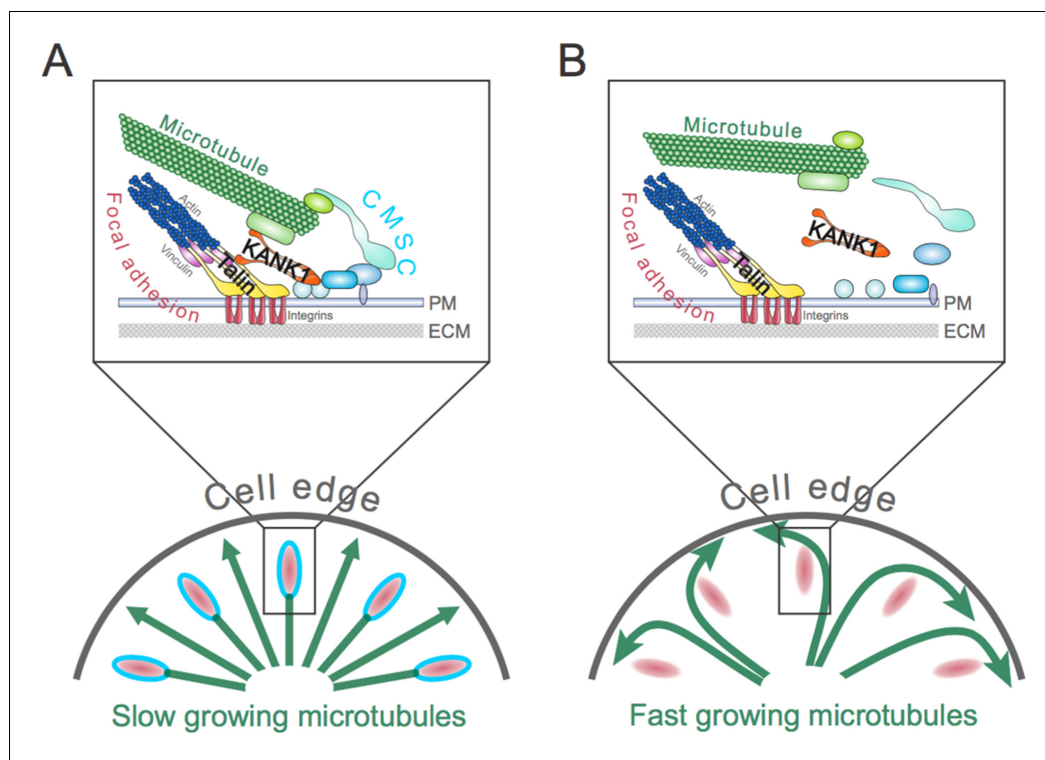 A
Microtubule
Actin
CMSC
Focal adhesion
Vinculin
Talin
KANK1
Integrins
PM
ECM
Cell edge
Slow growing microtubules
B
Microtubule
Actin
Focal adhesion
Vinculin
Talin
KANK1
Integrins
PM
ECM
Cell edge
Fast growing microtubules